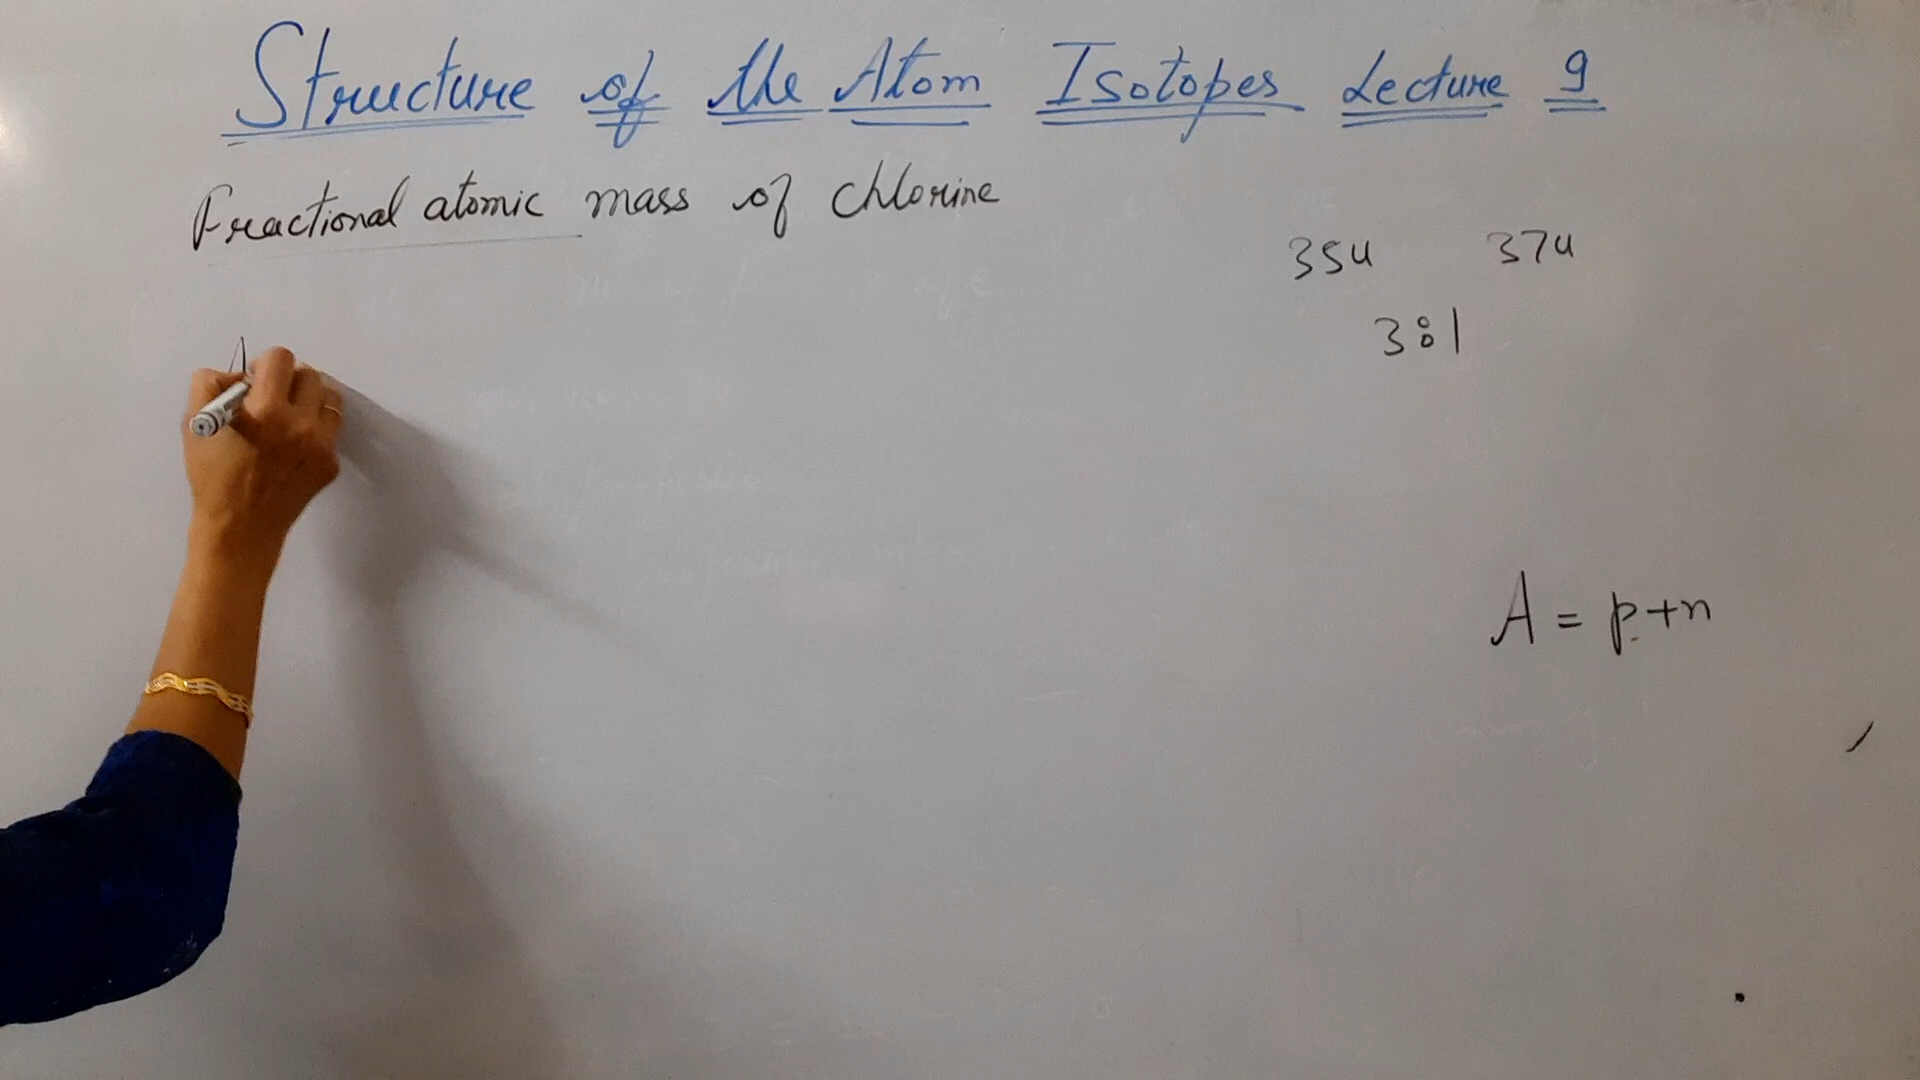 Structure of the Atom Isotopes Lecture 9
Fractional atomic mass of chlorine
35u 37u
3:1
A
A = p+n